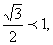 √3/2 ≺ 1,